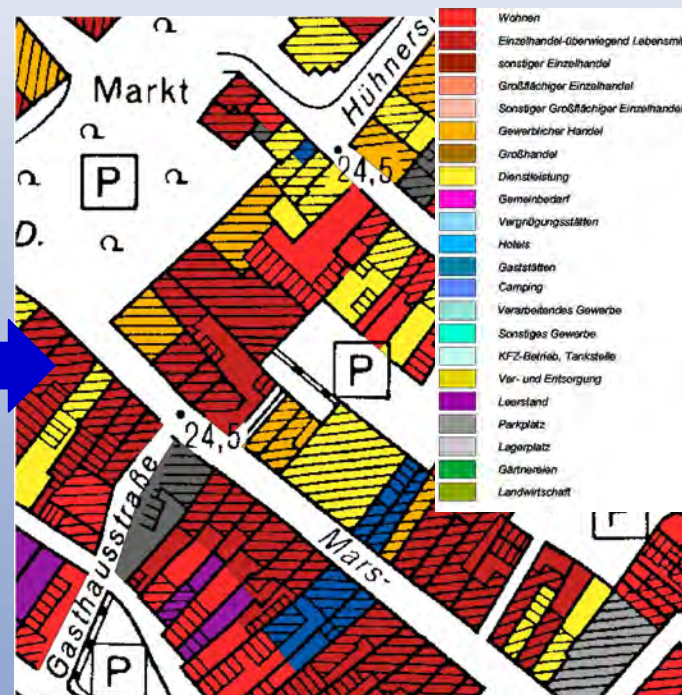 Markt
P
D.
Hühners
24,5
P
24,5
Gasthausstraße
Mars-
P
P
Wohnen
Einzelhandel-überwiegend Lebensmi
sonstiger Einzelhandel
Großflächiger Einzelhandel
Sonstiger Großflächiger Einzelhandel
Gewerblicher Handel
Großhandel
Dienstleistung
Gemeinbedarf
Vergnügungsstätten
Hotels
Gaststätten
Camping
Verarbeitendes Gewerbe
Sonstiges Gewerbe
KFZ-Betrieb, Tankstelle
Ver- und Entsorgung
Leerstand
Parkplatz
Lagerplatz
Gärtnereien
Landwirtschaft